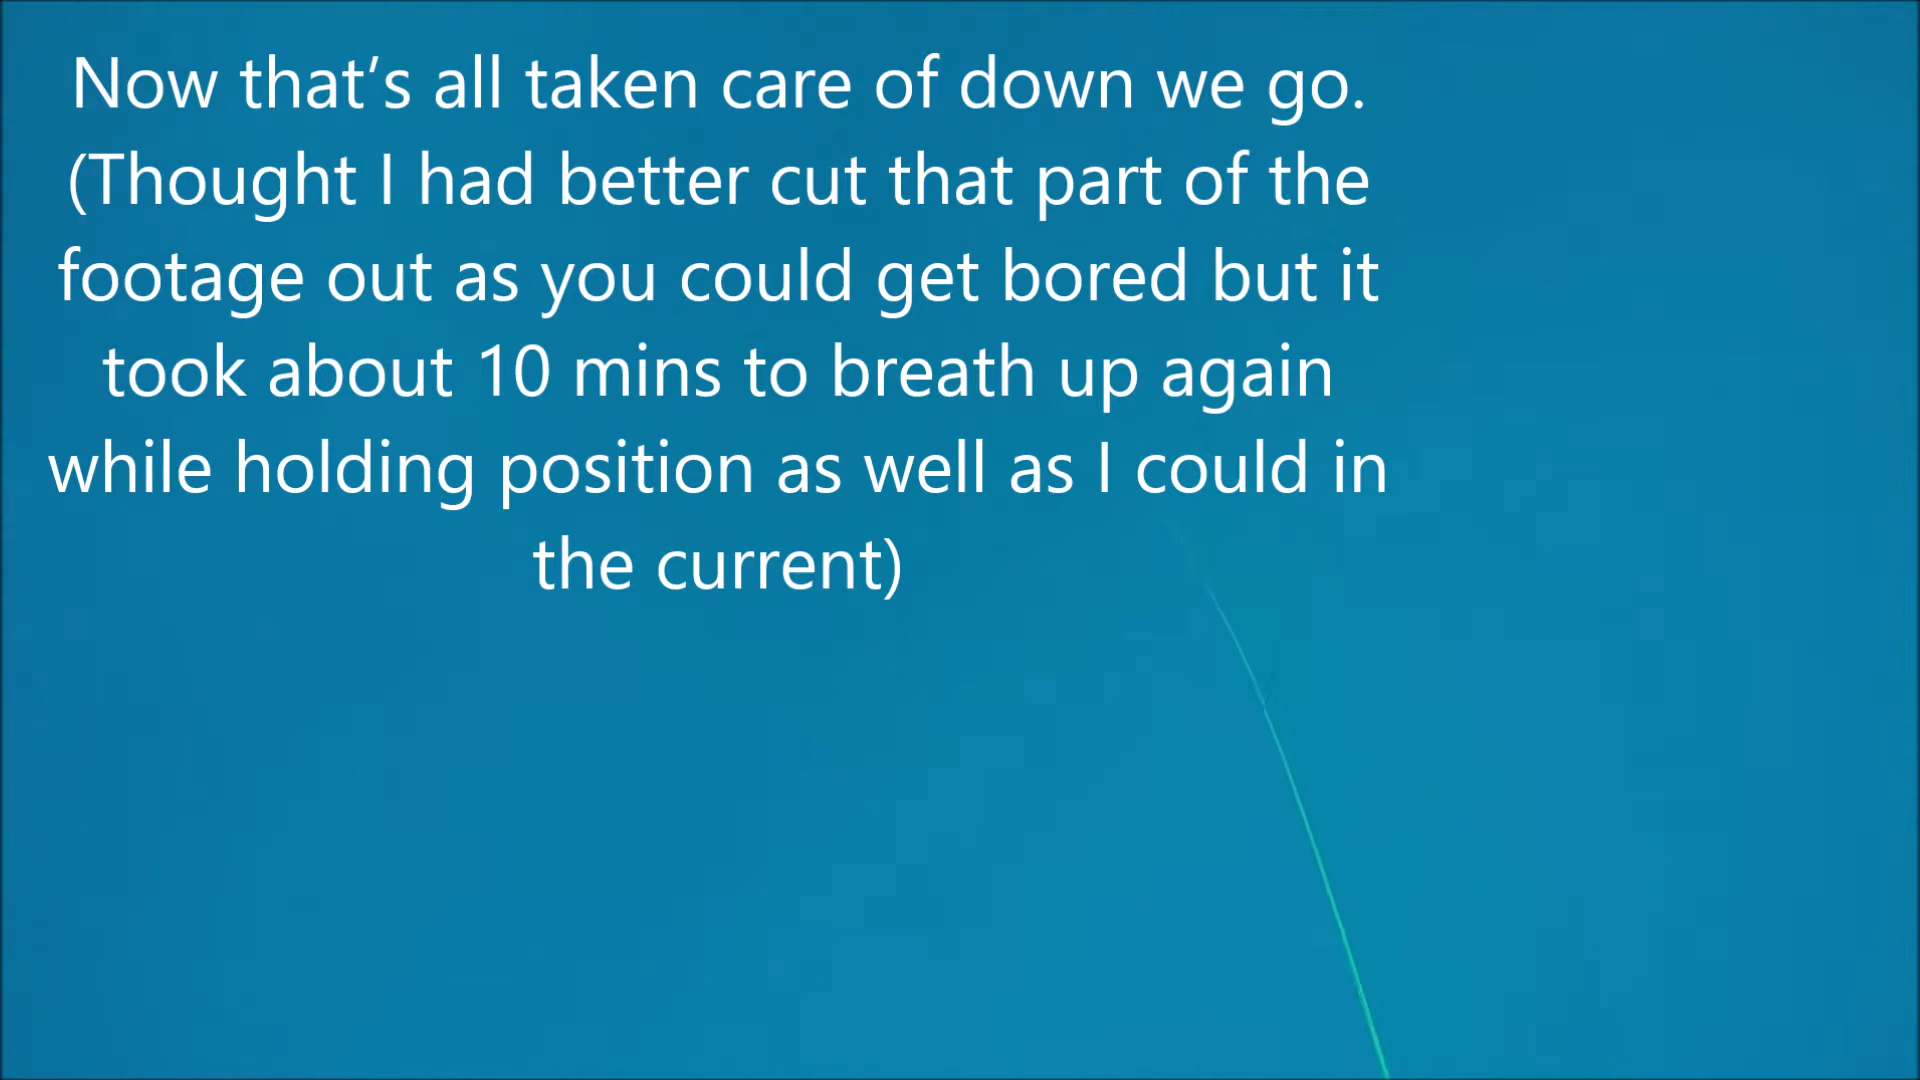 Now that’s all taken care of down we go.
(Thought I had better cut that part of the
footage out as you could get bored but it
took about 10 mins to breath up again
while holding position as well as I could in
the current)